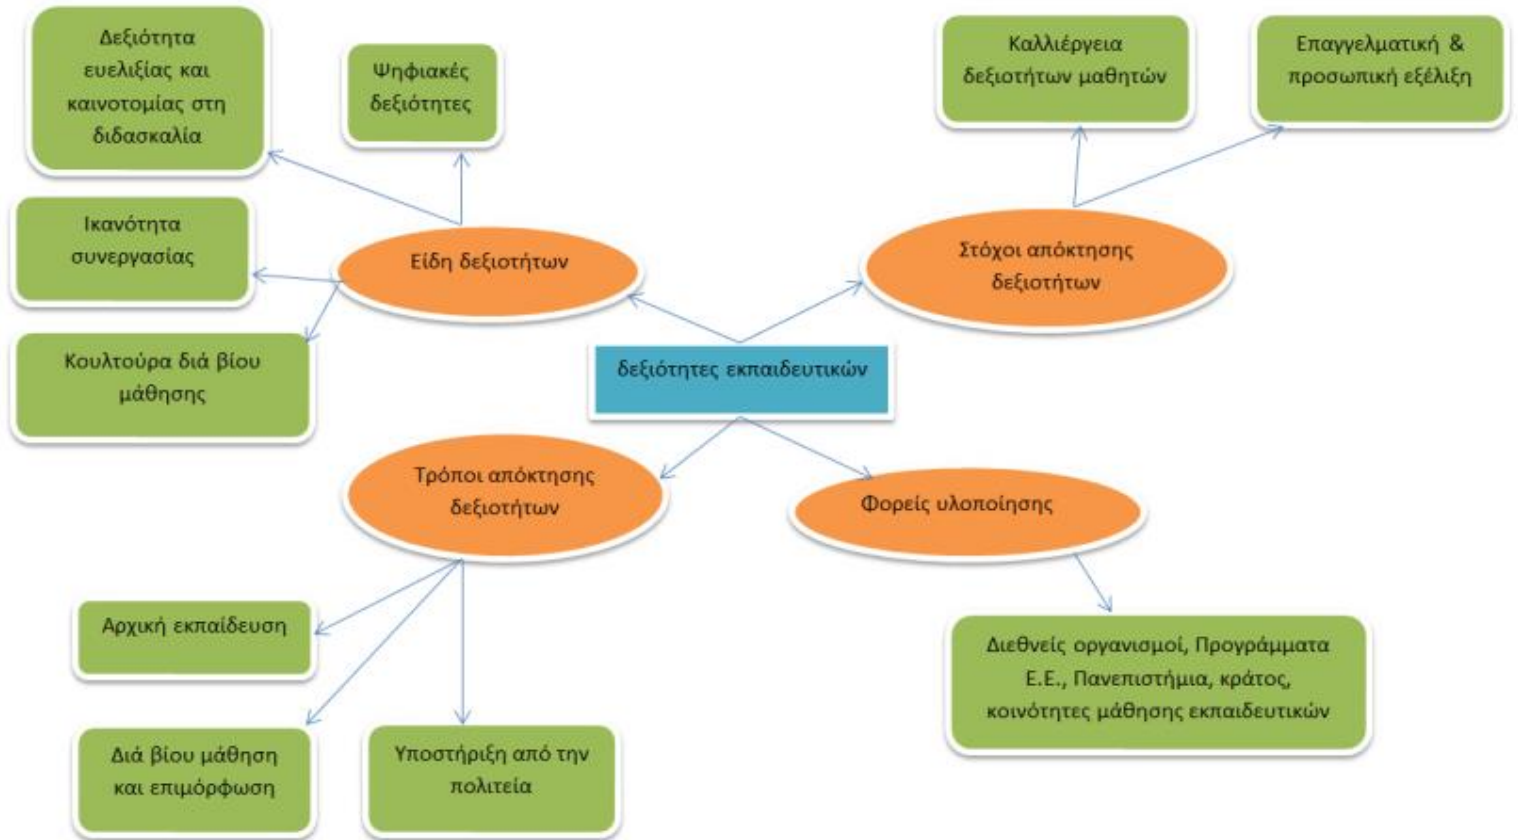 Δεξιότητα
ευελιξίας και
καινοτομίας στη
διδασκαλία
Ψηφιακές
δεξιότητες
Καλλιέργεια
δεξιοτήτων μαθητών
Επαγγελματική &
προσωπική εξέλιξη
Ικανότητα
συνεργασίας
Είδη δεξιοτήτων
Στόχοι απόκτησης
δεξιοτήτων
Κουλτούρα διά βίου
μάθησης
δεξιότητες εκπαιδευτικών
Τρόποι απόκτησης
δεξιοτήτων
Φορείς υλοποίησης
Αρχική εκπαίδευση
Διεθνείς οργανισμοί, Προγράμματα
Ε.Ε., Πανεπιστήμια, κράτος,
κοινότητες μάθησης εκπαιδευτικών
Διά βίου μάθηση
και επιμόρφωση
Υποστήριξη από την
πολιτεία